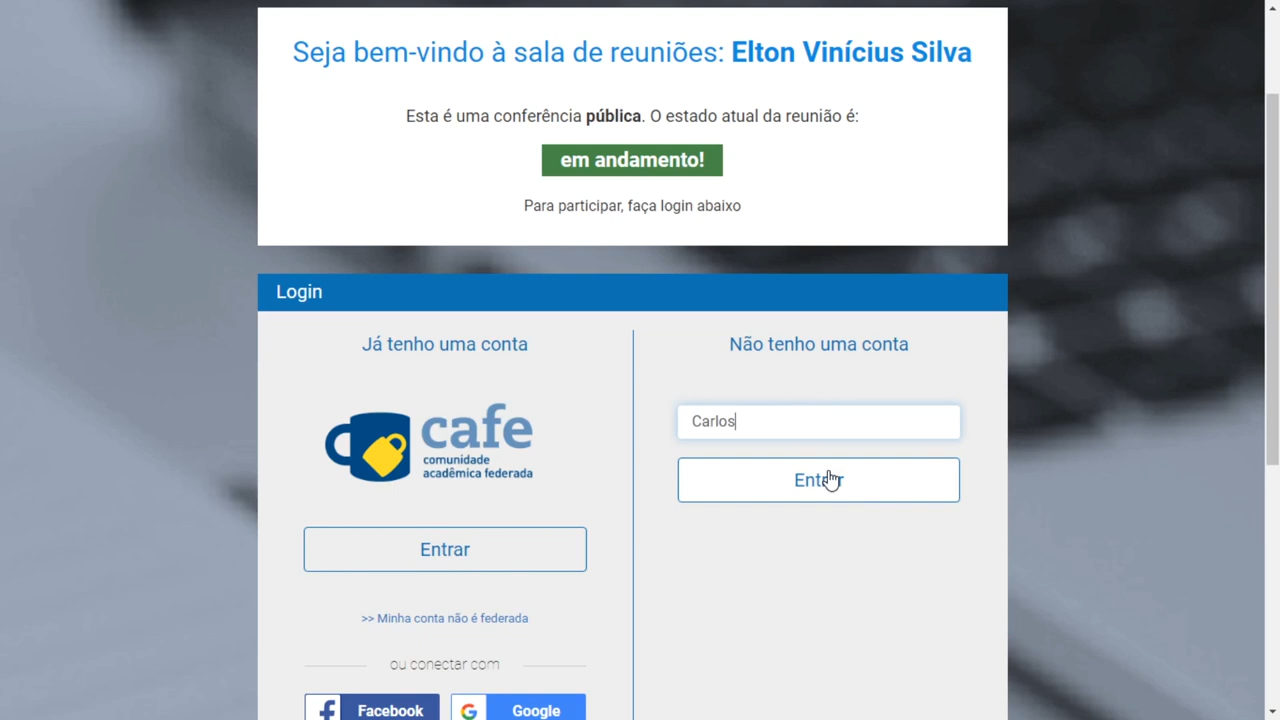 Seja bem-vindo à sala de reuniões: Elton Vinícius Silva
Esta é uma conferência pública. O estado atual da reunião é:
em andamento!
Para participar, faça login abaixo
Login
Já tenho uma conta
cafe
comunidade
acadêmica federada
Entrar
>> Minha conta não é federada
ou conectar com
Facebook
Google
Não tenho uma conta
Carlos
Entrar